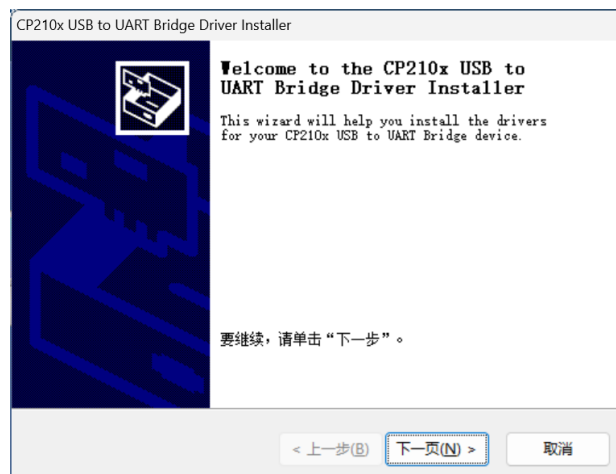 CP210x USB to UART Bridge Driver Installer
Welcome to the CP210x USB to
UART Bridge Driver Installer
This wizard will help you install the drivers
for your CP210x USB to UART Bridge device.
要继续，请单击“下一步”。
< 上一步(B)
下一页(N) >
取消